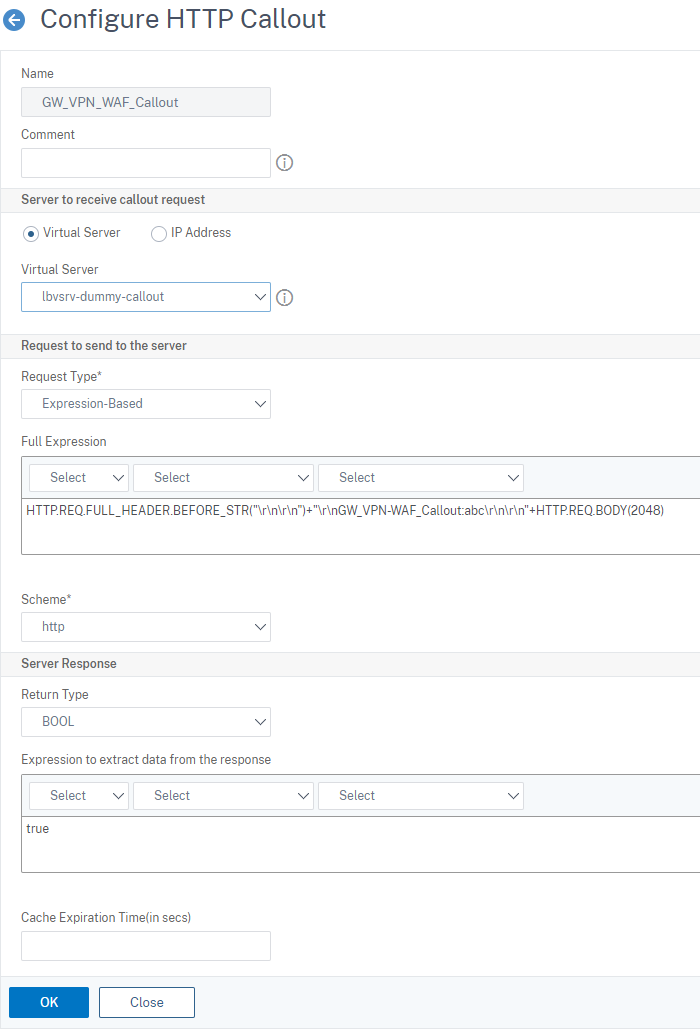 Configure HTTP Callout
Name
GW_VPN_WAF_Callout
Comment
Server to receive callout request
Virtual Server IP Address
Virtual Server
lbvsrv-dummy-callout
Request to send to the server
Request Type*
Expression-Based
Full Expression
Select Select Select
HTTP.REQ.FULL_HEADER.BEFORE_STR("\r\n\r\n")+"\r\nGW_VPN-WAF_Callout:abc\r\n\r\n"+HTTP.REQ.BODY(2048)
Scheme*
http
Server Response
Return Type
BOOL
Expression to extract data from the response
Select Select Select
true
Cache Expiration Time(in secs)
OK Close